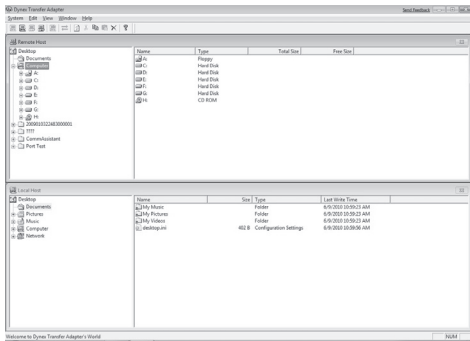 Dynex Transfer Adapter
Send Feedback
System Edit View Window Help
Remote Host
Desktop
Documents
Computer
A:
C:
D:
E:
F:
G:
H:
????
CommAssistant
Port Test
Name Type Total Size Free Size
A: Floppy
C: Hard Disk
D: Hard Disk
E: Hard Disk
F: Hard Disk
G: Hard Disk
H: CD ROM
Local Host
Desktop
Documents
Pictures
Music
Computer
Network
Name Size Type Last Write Time
My Music Folder 6/9/2010 10:59:23 AM
My Pictures Folder 6/9/2010 10:59:23 AM
My Videos Folder 6/9/2010 10:59:23 AM
desktop.ini 402 B Configuration Settings 6/9/2010 10:59:56 AM
Welcome to Dynex Transfer Adapter's World
NUM